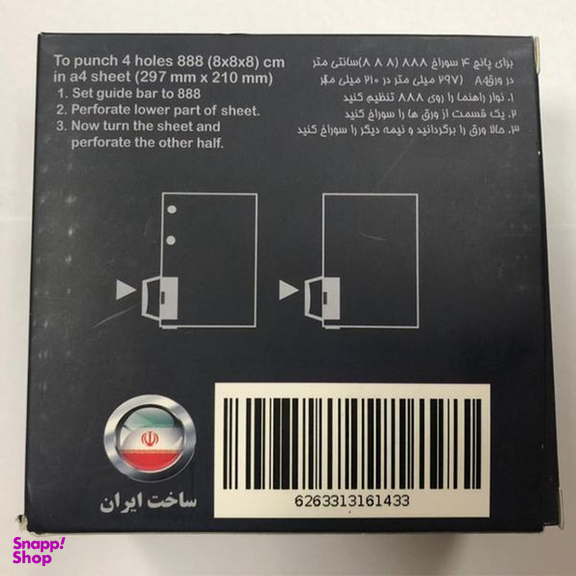 To punch 4 holes 888 (8x8x8) cm
in a4 sheet (297 mm x 210 mm)
1. Set guide bar to 888
2. Perforate lower part of sheet.
3. Now turn the sheet and
perforate the other half.
برای پانچ ۴ سوراخ ۸۸۸ (۸ ۸ ۸)سانتی متر
در ورق A4 (۲۹۷ میلی متر در ۲۱۰ میلی متر
۱. نوار راهنما را روی ۸۸۸ تنظیم کنید
۲. یک قسمت از ورق ها را سوراخ کنید
۳. حالا ورق را برگردانید و نیمه دیگر را سوراخ کنید
ساخت ایران
6263313161433
Snapp!
Shop